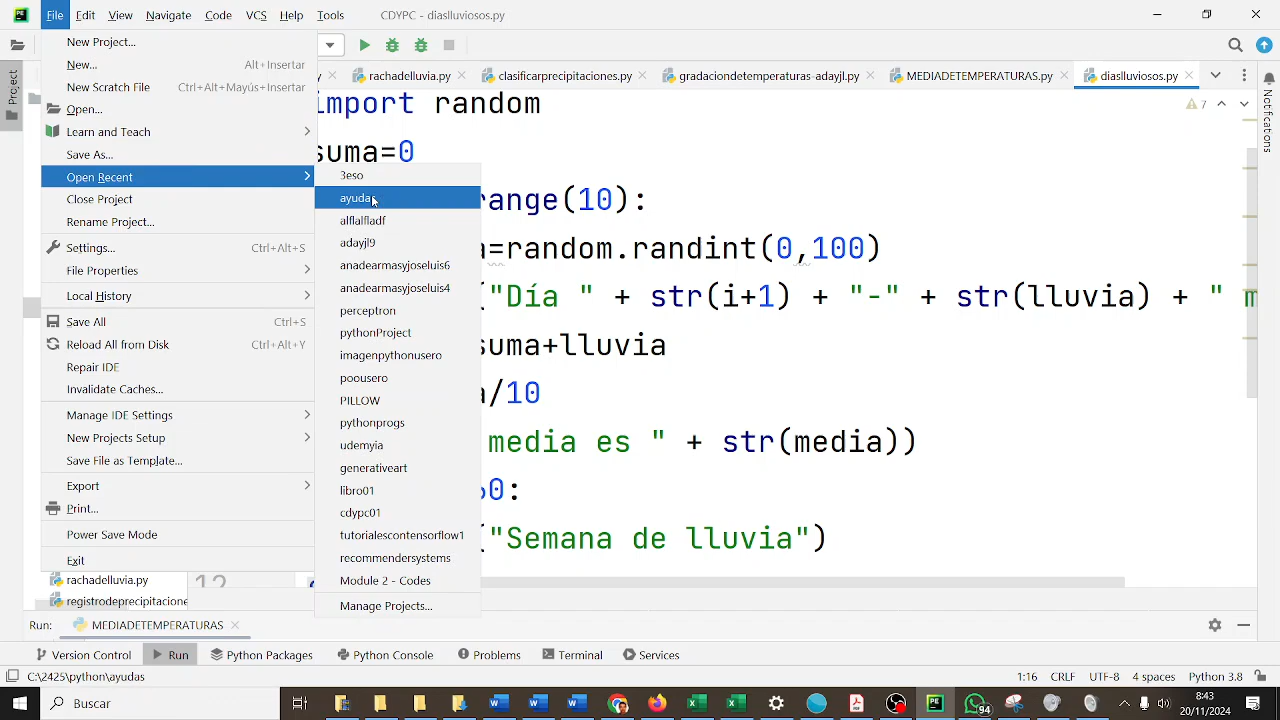 File Edit View Navigate Code VCS Help Tools CDYPC - diaslluviosos.py
New Project...
New... Alt+Insertar
New Scratch File Ctrl+Alt+Mayús+Insertar
Open...
Learn and Teach
Save As...
Open Recent
Close Project
Rename Project...
Settings... Ctrl+Alt+S
File Properties
Local History
Save All Ctrl+S
Reload All from Disk Ctrl+Alt+Y
Repair IDE
Invalidate Caches...
Manage IDE Settings
New Projects Setup
Save File as Template...
Export
Print...
Power Save Mode
Exit
3eso
ayudas
alflalfladf
adayjl9
anadearmasyjoseluis6
anadearmasyjoseluis4
perceptron
pythonProject
imagenpythonusero
poousero
PILLOW
pythonprogs
udemyia
generativeart
libro01
cdpyc01
tutorialescontensorflow1
recommendersystems
Module 2 - Codes
Manage Projects...
Project
y rachadelluvia.py clasificarprecipitaciones.py gradaciondetemperaturas-adayjl.py MEDIADETEMPERATURAS.py diaslluviosos.py
7
Notifications
import random
suma=0
range(10):
a=random.randint(0,100)
("Día " + str(i+1) + "-" + str(lluvia) + " m
suma+lluvia
a/10
media es " + str(media))
60:
("Semana de lluvia")
12
rachadelluvia.py
registrodeprecipitacione
Run: MEDIADETEMPERATURAS
Version Control Run Python Packages Python Console Problems Terminal Services
C:\2425\python\ayudas 1:16 CRLF UTF-8 4 spaces Python 3.8
Buscar
94
8:43
20/11/2024